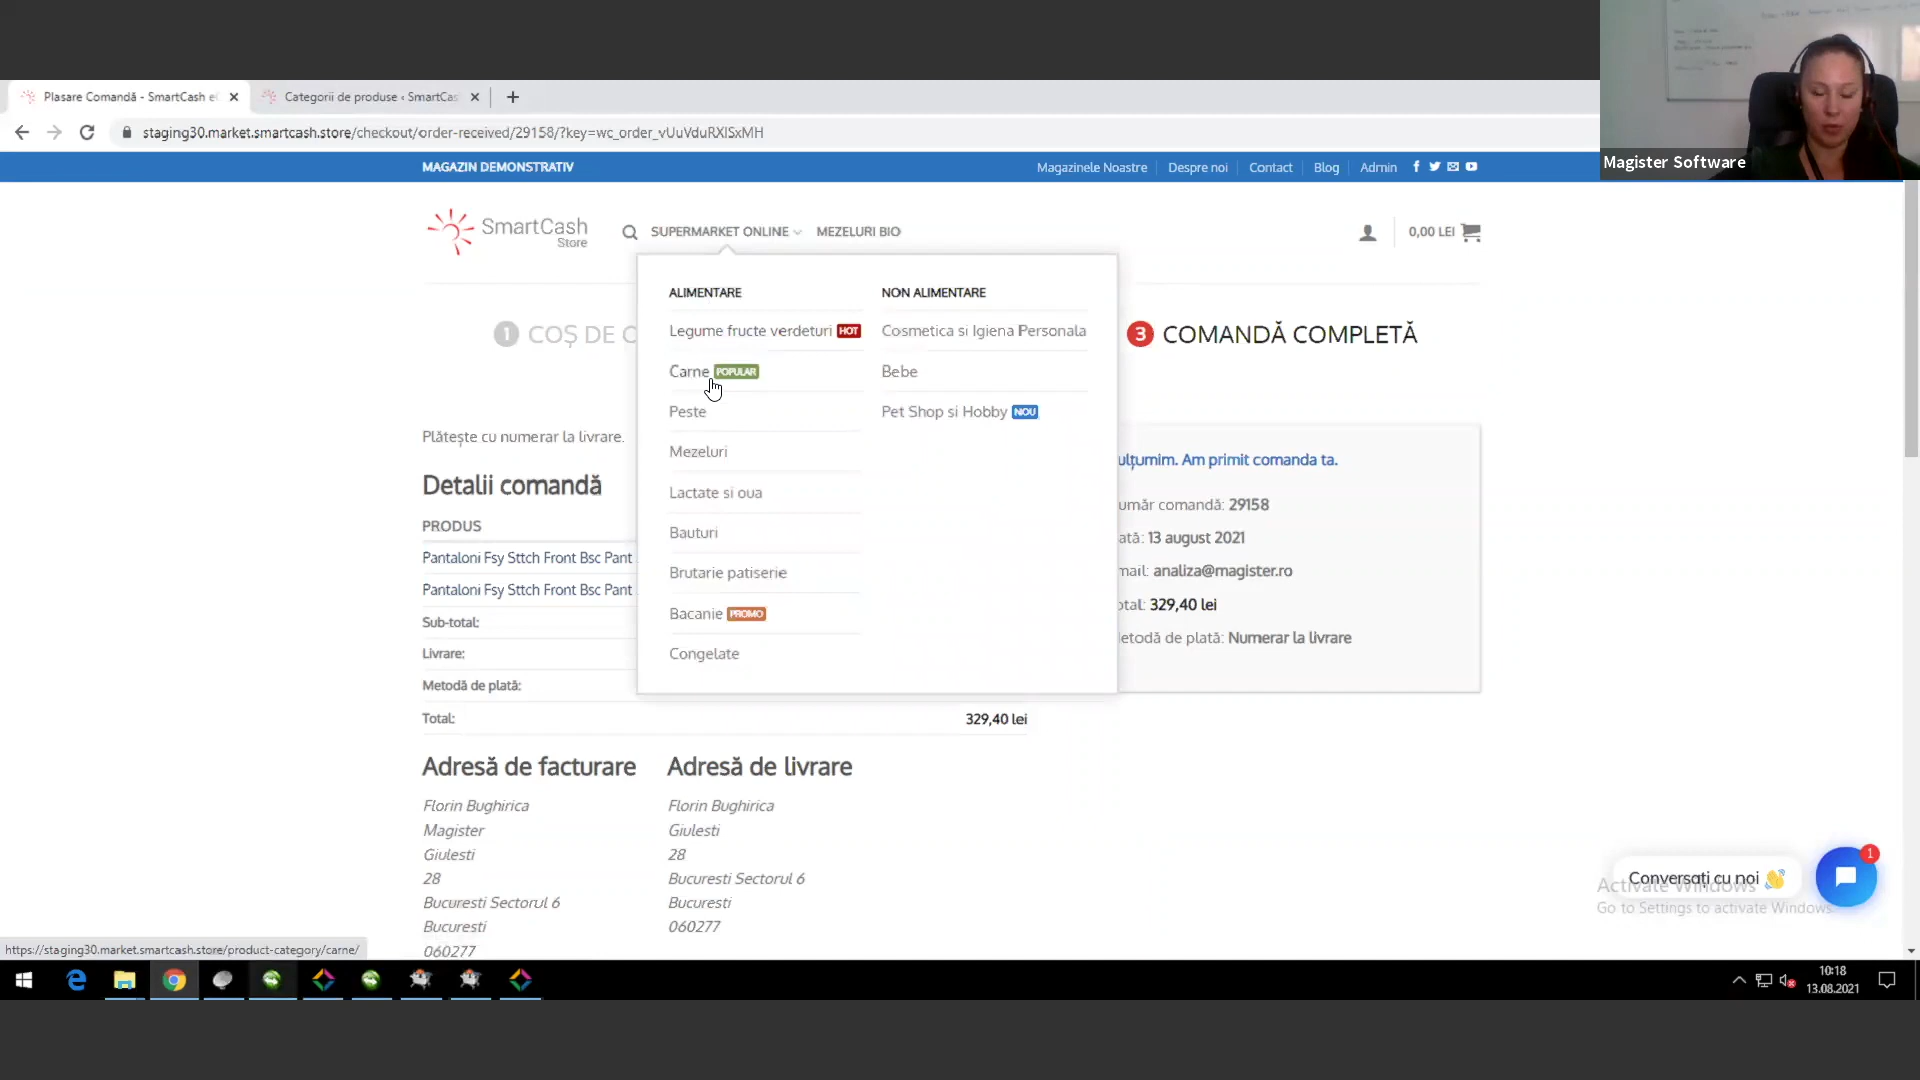 Plasare Comandă - SmartCash e
Categorii de produse ‹ SmartCas
staging30.market.smartcash.store/checkout/order-received/29158/?key=wc_order_vUuVduRXlSxMH
Magister Software
MAGAZIN DEMONSTRATIV
Magazinele Noastre
Despre noi
Contact
Blog
Admin
SmartCash
Store
SUPERMARKET ONLINE
MEZELURI BIO
0,00 LEI
ALIMENTARE
NON ALIMENTARE
Legume fructe verdeturi HOT
Cosmetica si Igiena Personala
Carne POPULAR
Bebe
Peste
Pet Shop si Hobby NOU
Mezeluri
Lactate si oua
Bauturi
Brutarie patiserie
Bacanie PROMO
Congelate
1 COȘ DE C
3 COMANDĂ COMPLETĂ
Plătește cu numerar la livrare.
Detalii comandă
PRODUS
Pantaloni Fsy Sttch Front Bsc Pant
Pantaloni Fsy Sttch Front Bsc Pant
Sub-total:
Livrare:
Metodă de plată:
Total:
329,40 lei
ulțumim. Am primit comanda ta.
umăr comandă: 29158
ată: 13 august 2021
mail: analiza@magister.ro
otal: 329,40 lei
etodă de plată: Numerar la livrare
Adresă de facturare
Adresă de livrare
Florin Bughirica
Magister
Giulesti
28
Bucuresti Sectorul 6
Bucuresti
060277
Florin Bughirica
Giulesti
28
Bucuresti Sectorul 6
Bucuresti
060277
Conversați cu noi
1
Activate Windows
Go to Settings to activate Windows.
https://staging30.market.smartcash.store/product-category/carne/
10:18
13.08.2021